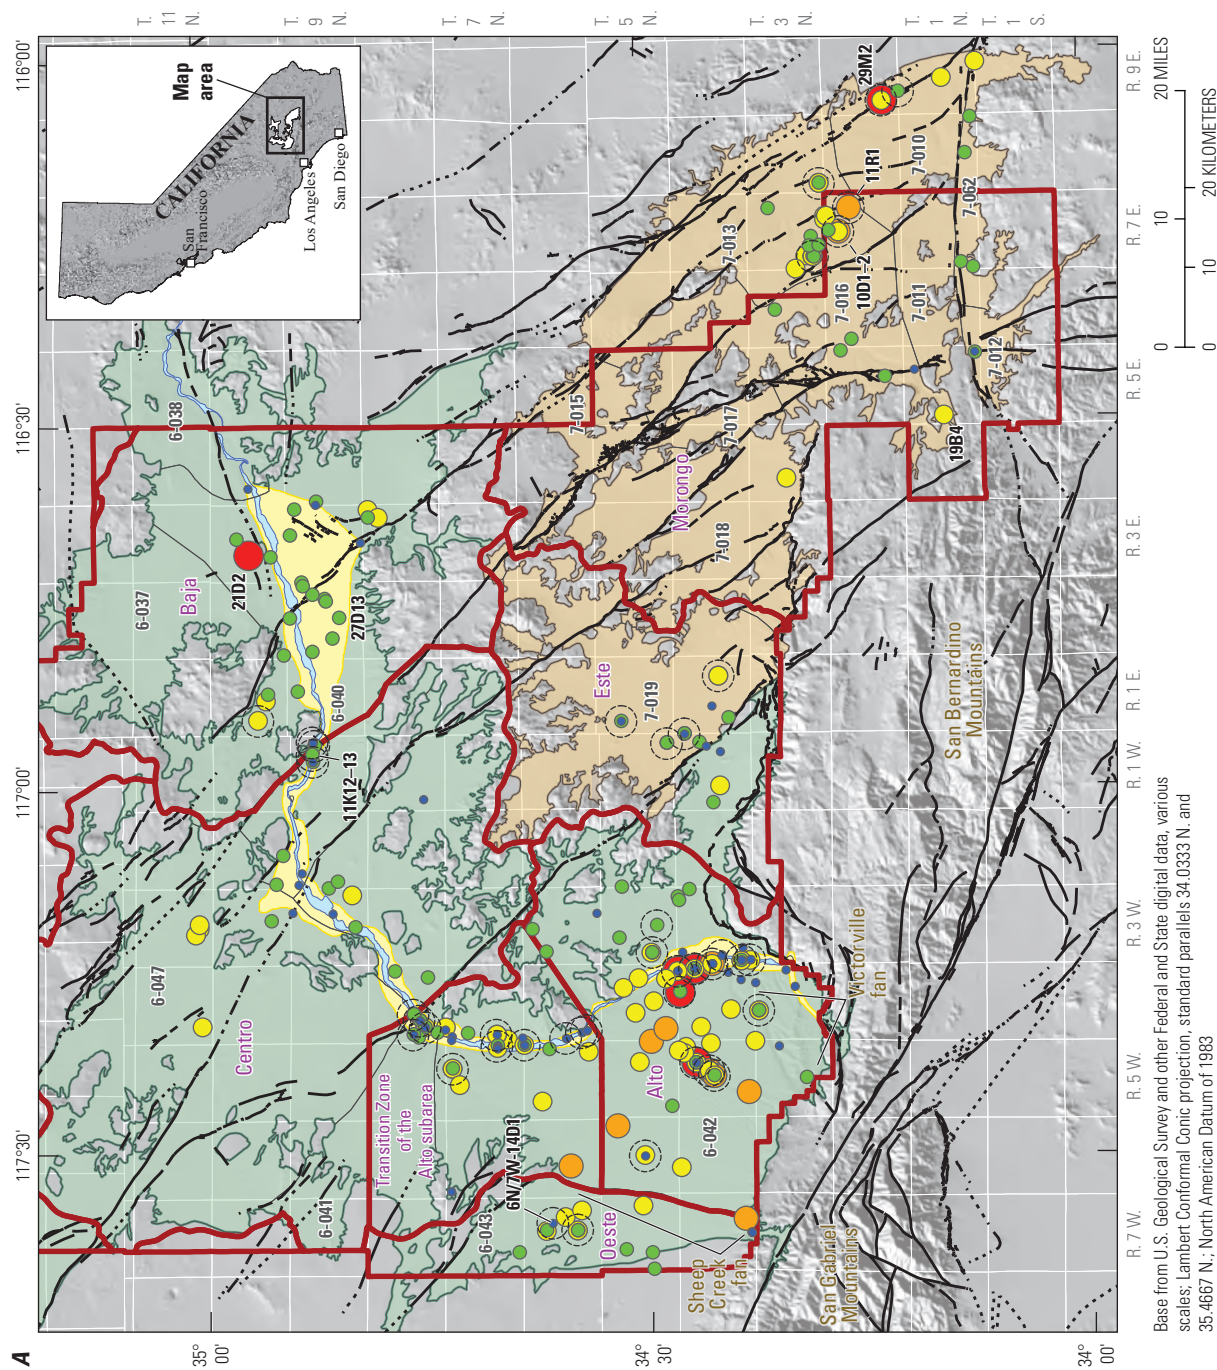 A
117°30'
117°00'
116°30'
116°00'
35°
00'
34°
30'
34°
00'
T.
11
N.
T.
9
N.
T.
7
N.
T.
5
N.
T.
3
N.
T.
1
N.
T.
1
S.
R. 7 W.
R. 5 W.
R. 3 W.
R. 1 W.
R. 1 E.
R. 3 E.
R. 5 E.
R. 7 E.
R. 9 E.
CALIFORNIA
Map
area
San
Francisco
Los Angeles
San Diego
6-038
6-037
Baja
21D2
27D13
6-040
11K12–13
6-047
Centro
6-041
Transition Zone
of the
Alto subarea
6N/7W-14D1
6-043
Oeste
Alto
6-042
Sheep
Creek
fan
San Gabriel
Mountains
Victorville
fan
San Bernardino
Mountains
Este
7-019
Morongo
7-018
7-017
7-015
7-013
7-016
10D1–2
11R1
29M2
7-010
7-011
7-062
7-012
19B4
0
10
20 MILES
0
10
20 KILOMETERS
Base from U.S. Geological Survey and other Federal and State digital data, various
scales; Lambert Conformal Conic projection, standard parallels 34.0333 N. and
35.4667 N.; North American Datum of 1983